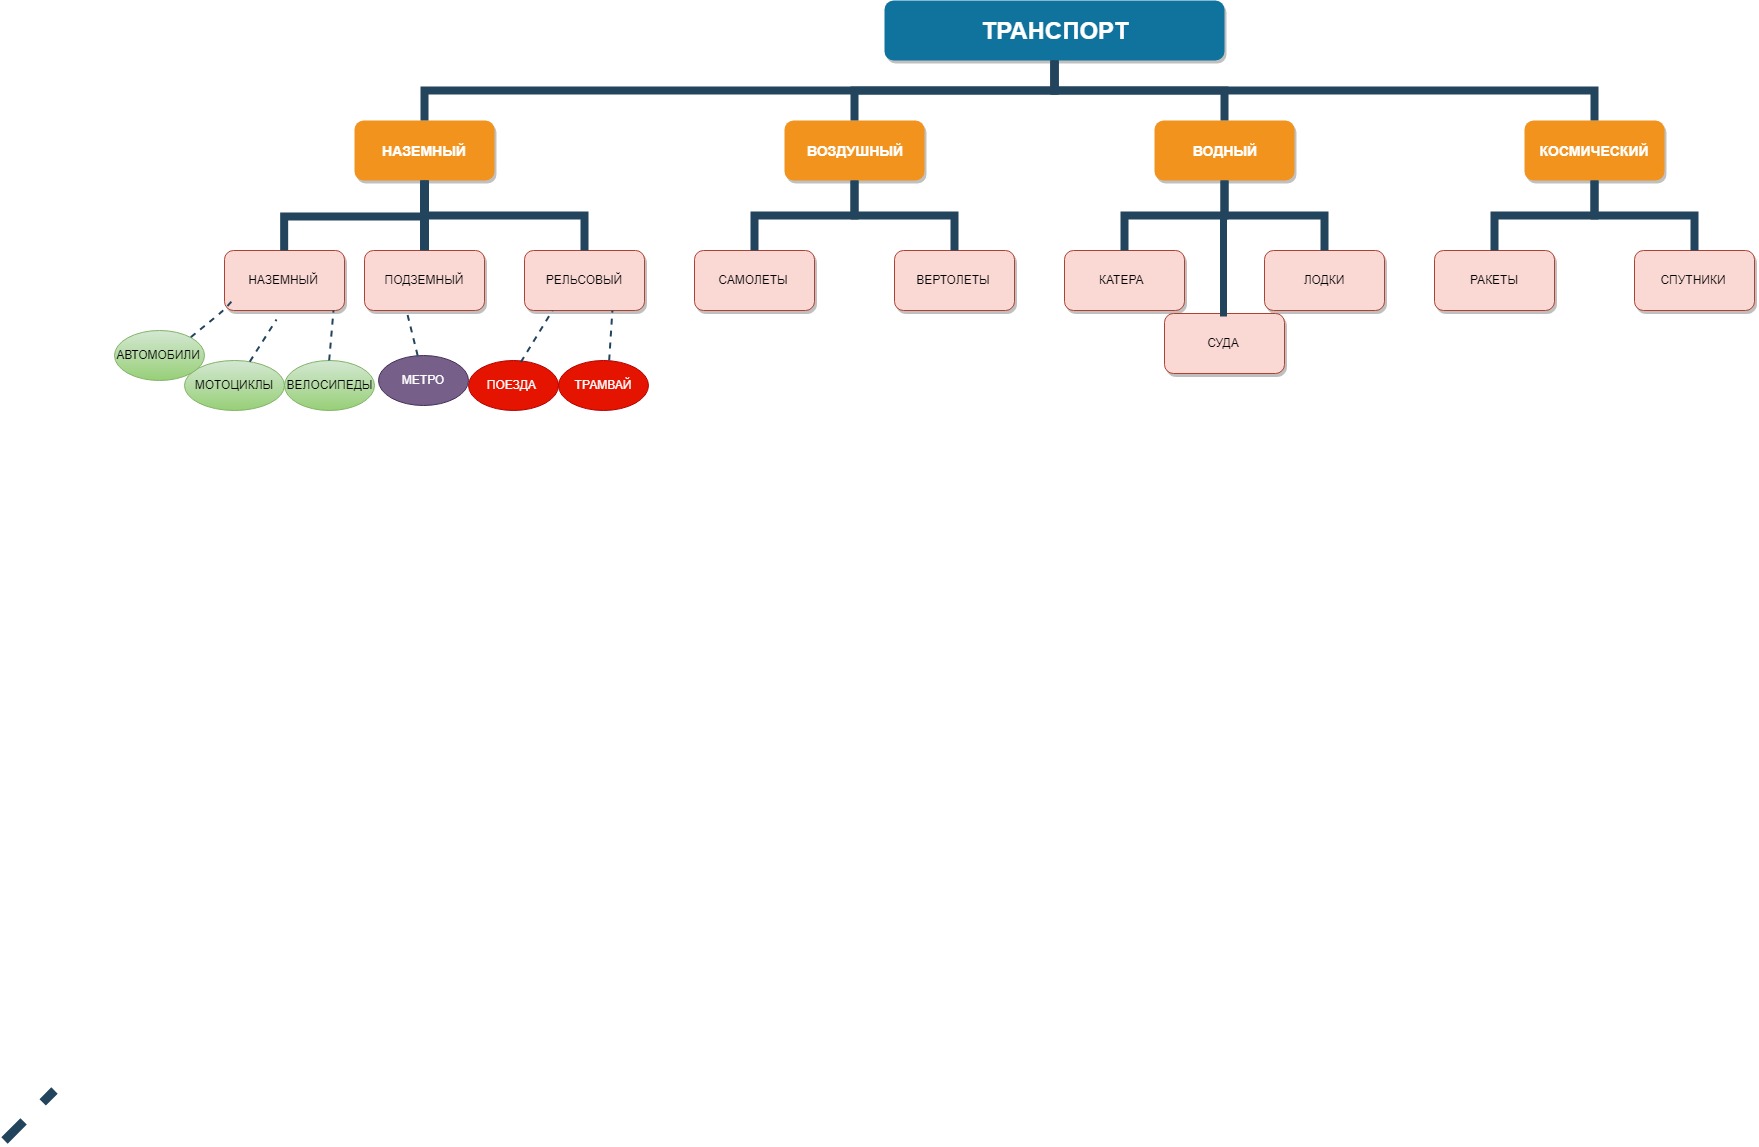 ТРАНСПОРТ
НАЗЕМНЫЙ
ВОЗДУШНЫЙ
ВОДНЫЙ
КОСМИЧЕСКИЙ
НАЗЕМНЫЙ
ПОДЗЕМНЫЙ
РЕЛЬСОВЫЙ
САМОЛЕТЫ
ВЕРТОЛЕТЫ
КАТЕРА
ЛОДКИ
РАКЕТЫ
СПУТНИКИ
СУДА
АВТОМОБИЛИ
МОТОЦИКЛЫ
ВЕЛОСИПЕДЫ
МЕТРО
ПОЕЗДА
ТРАМВАЙ